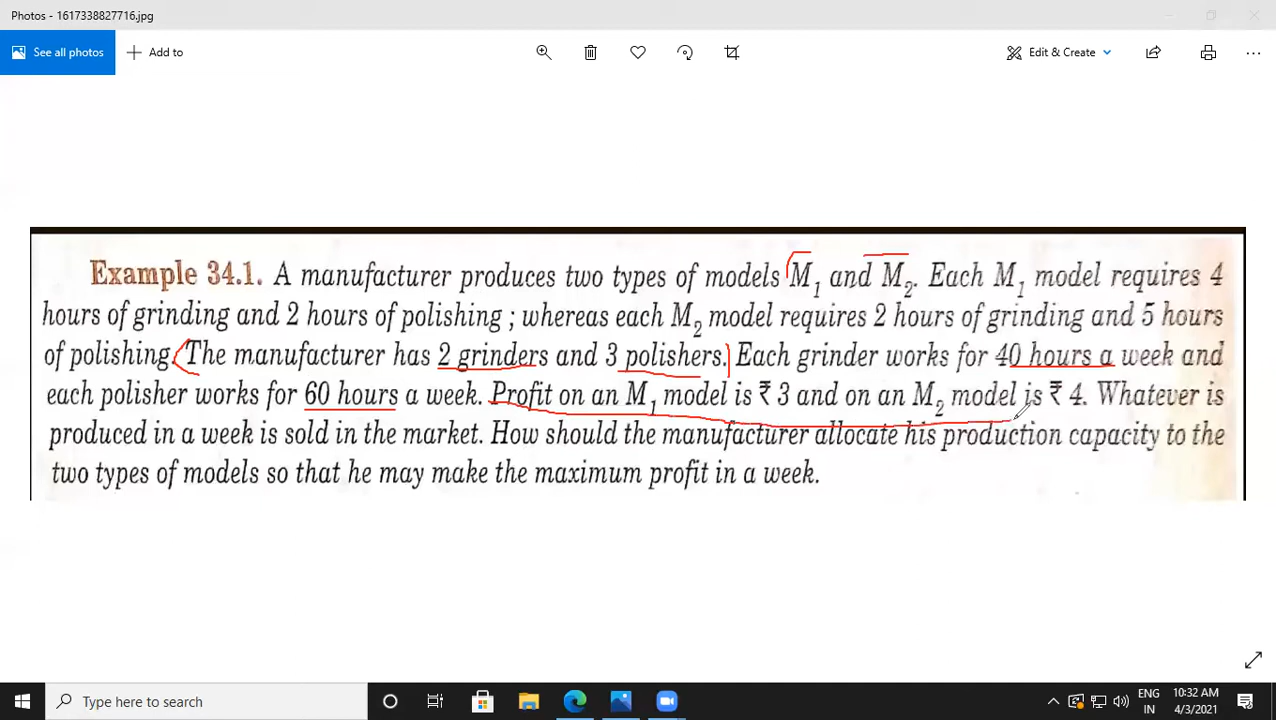 Photos - 1617338827716.jpg
See all photos
Add to
Edit & Create
Example 34.1. A manufacturer produces two types of models M₁ and M₂. Each M₁ model requires 4
hours of grinding and 2 hours of polishing ; whereas each M₂ model requires 2 hours of grinding and 5 hours
of polishing. The manufacturer has 2 grinders and 3 polishers. Each grinder works for 40 hours a week and
each polisher works for 60 hours a week. Profit on an M₁ model is ₹ 3 and on an M₂ model is ₹ 4. Whatever is
produced in a week is sold in the market. How should the manufacturer allocate his production capacity to the
two types of models so that he may make the maximum profit in a week.
Type here to search
ENG
IN
10:32 AM
4/3/2021